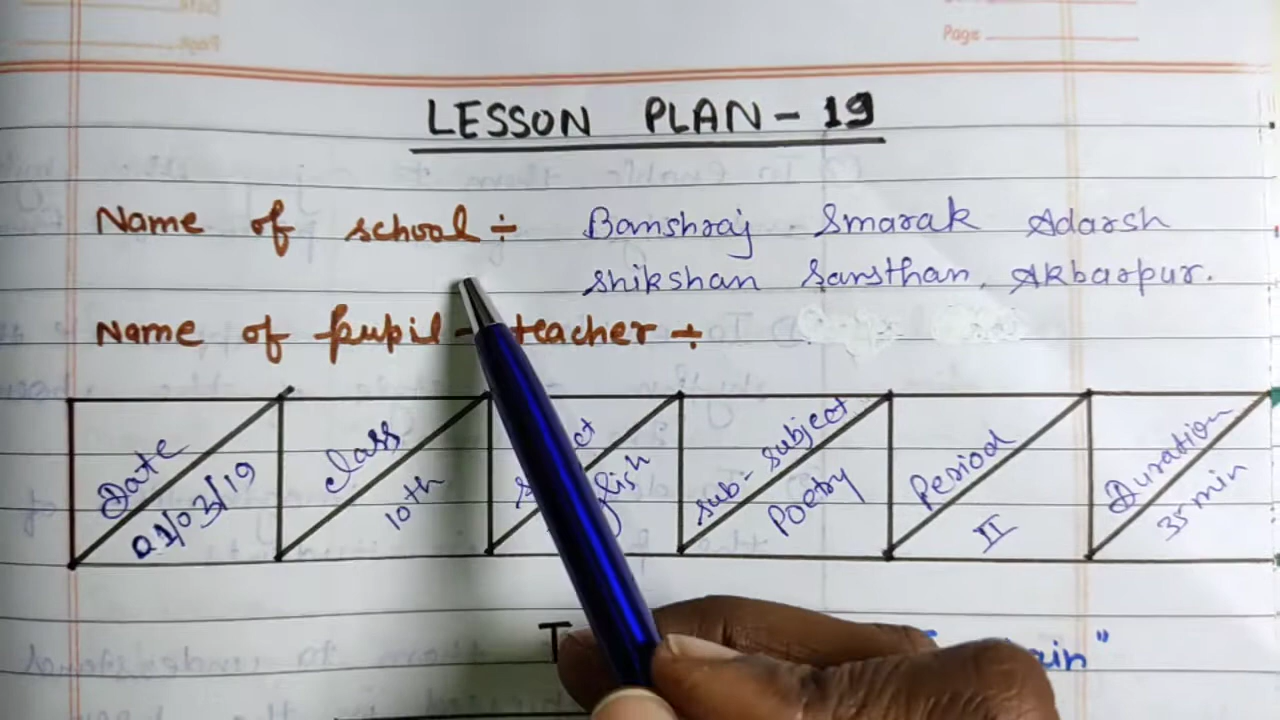 Page
LESSON PLAN - 19
Name of school ÷ Banshraj Smarak Adarsh
Shikshan Sansthan, Akbarpur.
Name of pupil - teacher ÷
Date Class sub-subject Period Duration
01/03/19 10th Poetry II 35 min